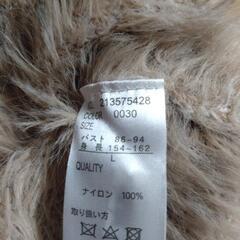 213575428
COLOR 0030
SIZE
バスト 86-94
身長 154-162
L
QUALITY
ナイロン 100%
取り扱い方